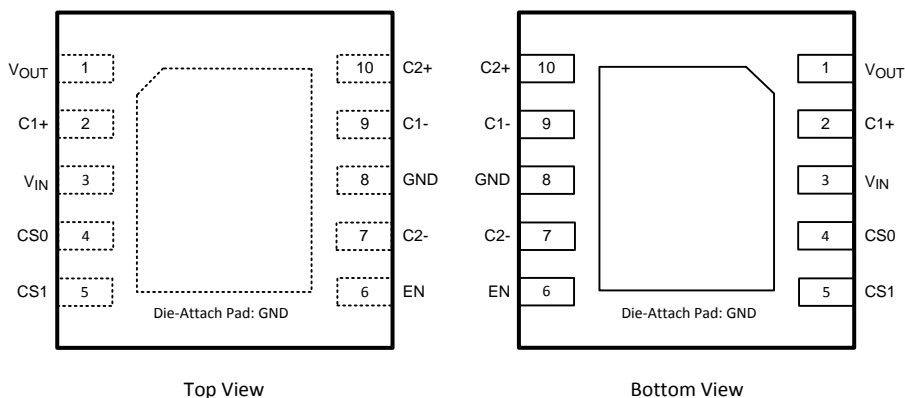 VOUT 1 10 C2+
C1+ 2 9 C1-
VIN 3 8 GND
CS0 4 7 C2-
CS1 5 6 EN
Die-Attach Pad: GND
Top View
C2+ 10 1 VOUT
C1- 9 2 C1+
GND 8 3 VIN
C2- 7 4 CS0
EN 6 5 CS1
Die-Attach Pad: GND
Bottom View